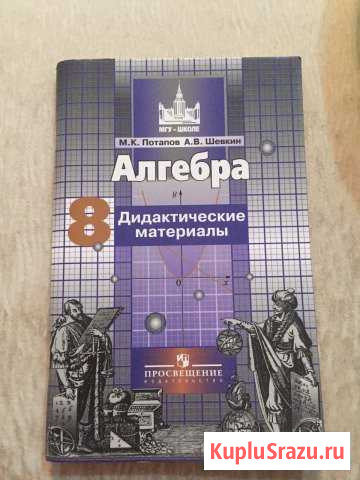 МГУ - ШКОЛЕ
М.К. Потапов А.В. Шевкин
Алгебра
8
Дидактические
материалы
y
0
x
ПРОСВЕЩЕНИЕ
ИЗДАТЕЛЬСТВО
KupluSrazu.ru